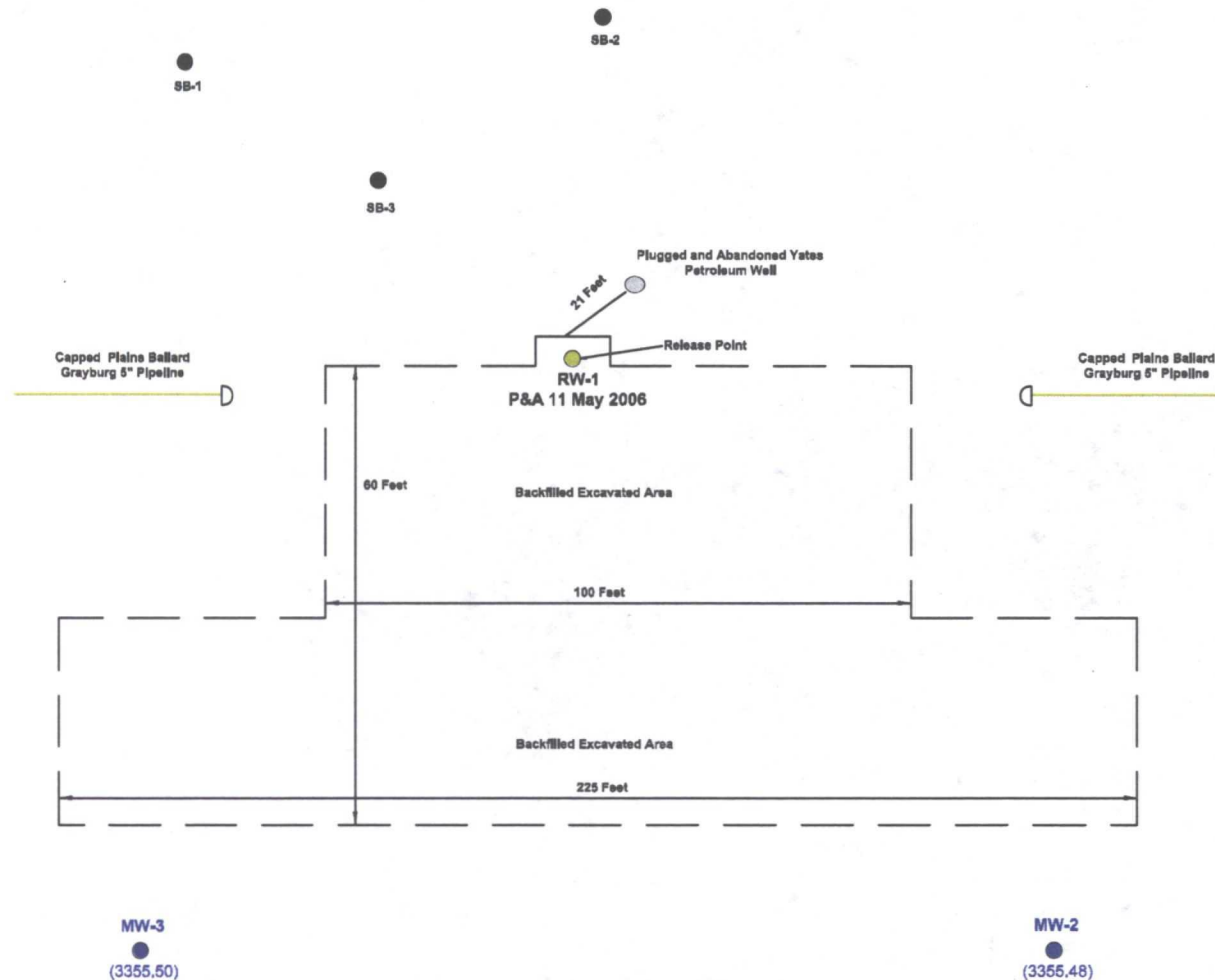 SB-2
SB-1
SB-3
Plugged and Abandoned Yates
Petroleum Well
21 Feet
Release Point
Capped Plains Ballard
Grayburg 5" Pipeline
Capped Plains Ballard
Grayburg 5" Pipeline
RW-1
P&A 11 May 2006
60 Feet
Backfilled Excavated Area
100 Feet
Backfilled Excavated Area
225 Feet
MW-3
(3355.50)
MW-2
(3355.48)